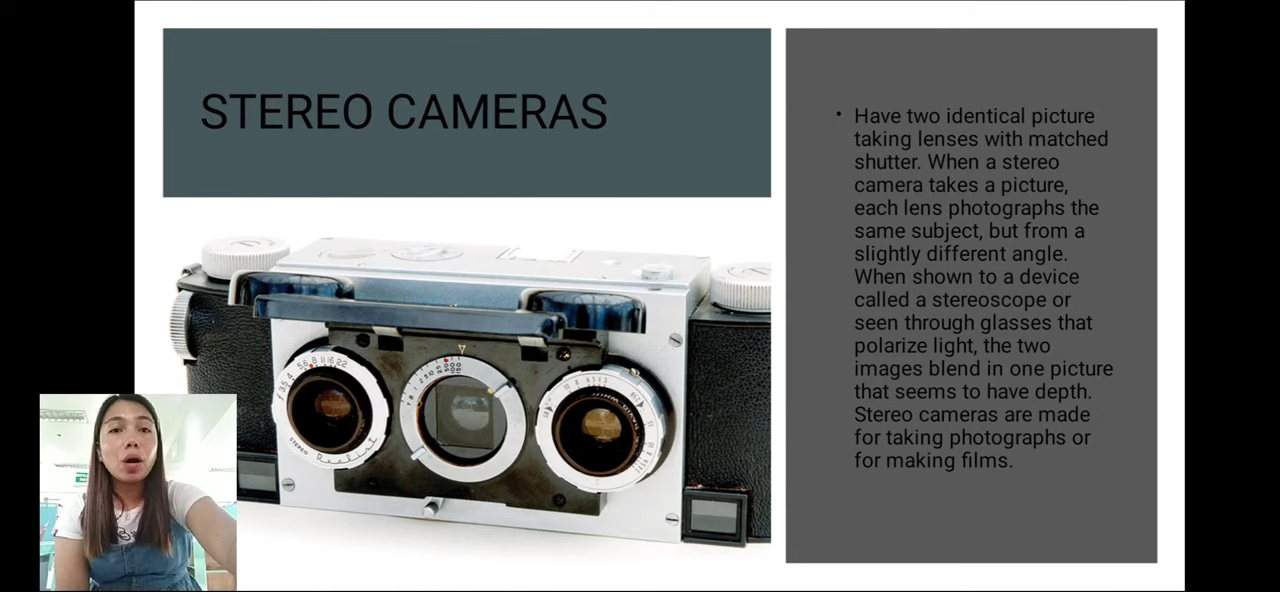 STEREO CAMERAS
• Have two identical picture
taking lenses with matched
shutter. When a stereo
camera takes a picture,
each lens photographs the
same subject, but from a
slightly different angle.
When shown to a device
called a stereoscope or
seen through glasses that
polarize light, the two
images blend in one picture
that seems to have depth.
Stereo cameras are made
for taking photographs or
for making films.
STEREO
Realist